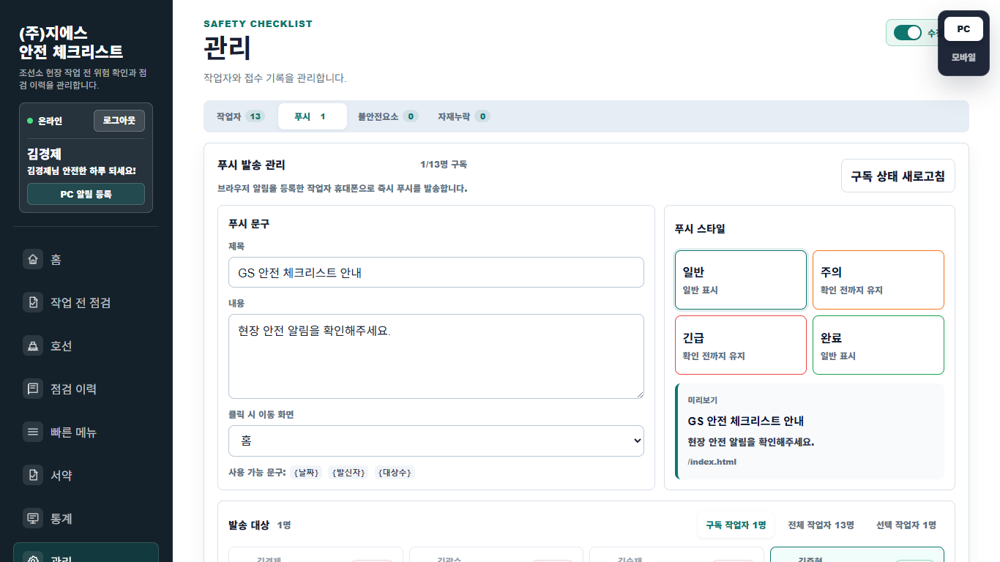 (주)지에스
안전 체크리스트
조선소 현장 작업 전 위험 확인과 점
검 이력을 관리합니다.
온라인
로그아웃
김경제
김경제님 안전한 하루 되세요!
PC 알림 등록
홈
작업 전 점검
호선
점검 이력
빠른 메뉴
서약
통계
관리
SAFETY CHECKLIST
관리
작업자와 접수 기록을 관리합니다.
PC
모바일
작업자 13
푸시 1
불안전요소 0
자재누락 0
푸시 발송 관리
1/13명 구독
브라우저 알림을 등록한 작업자 휴대폰으로 즉시 푸시를 발송합니다.
구독 상태 새로고침
푸시 문구
제목
GS 안전 체크리스트 안내
내용
현장 안전 알림을 확인해주세요.
클릭 시 이동 화면
홈
사용 가능 문구: {날짜} {발신자} {대상수}
푸시 스타일
일반
일반 표시
주의
확인 전까지 유지
긴급
확인 전까지 유지
완료
일반 표시
미리보기
GS 안전 체크리스트 안내
현장 안전 알림을 확인해주세요.
/index.html
발송 대상 1명
구독 작업자 1명
전체 작업자 13명
선택 작업자 1명
김경제